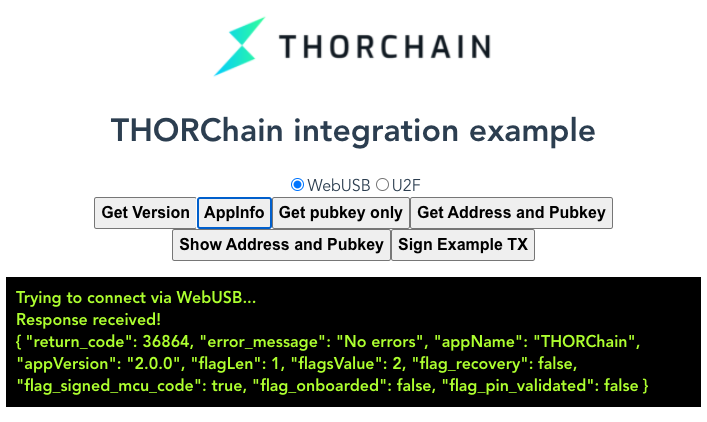 THORCHAIN
THORChain integration example
WebUSB U2F
Get Version AppInfo Get pubkey only Get Address and Pubkey
Show Address and Pubkey Sign Example TX
Trying to connect via WebUSB...
Response received!
{ "return_code": 36864, "error_message": "No errors", "appName": "THORChain",
"appVersion": "2.0.0", "flagLen": 1, "flagsValue": 2, "flag_recovery": false,
"flag_signed_mcu_code": true, "flag_onboarded": false, "flag_pin_validated": false }